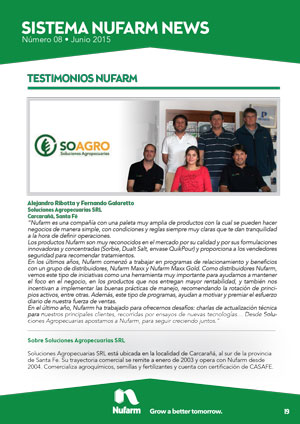 SISTEMA NUFARM NEWS
Número 08 • Junio 2015
TESTIMONIOS NUFARM
SOAGRO
Soluciones Agropecuarias
Alejandro Ribotta y Fernando Galaretto
Soluciones Agropecuarias SRL
Carcarañá, Santa Fé
"Nufarm es una compañía con una paleta muy amplia de productos con la cual se pueden hacer
negocios de manera simple, con condiciones y reglas siempre muy claras que te dan tranquilidad
a la hora de definir operaciones.
Los productos Nufarm son muy reconocidos en el mercado por su calidad y por sus formulaciones
innovadoras y concentradas (Sorbie, Dualt Salt, envase QuikPour) y proporciona a los vendedores
seguridad para recomendar tratamientos.
En los últimos años, Nufarm comenzó a trabajar en programas de relacionamiento y beneficios
con un grupo de distribuidores, Nufarm Maxx y Nufarm Maxx Gold. Como distribuidores Nufarm,
vemos este tipo de iniciativas como una herramienta muy importante para ayudarnos a mantener
el foco en el negocio, en los productos que nos entregan mayor rentabilidad, y también nos
incentivan a implementar las buenas prácticas de manejo, recomendando la rotación de princi-
pios activos, entre otras. Además, este tipo de programas, ayudan a motivar y premiar el esfuerzo
diario de nuestra fuerza de ventas.
En el último año, Nufarm ha trabajado para ofrecernos desafíos: charlas de actualización técnica
para nuestros principales clientes, recorridas por ensayos de nuevas tecnologías... Desde Solu-
ciones Agropecuarias apostamos a Nufarm, para seguir creciendo juntos."
Sobre Soluciones Agropecuarias SRL
Soluciones Agropecuarias SRL está ubicada en la localidad de Carcarañá, al sur de la provincia
de Santa Fe. Su trayectoria comercial se remite a enero de 2003 y opera con Nufarm desde
2004. Comercializa agroquímicos, semillas y fertilizantes y cuenta con certificación de CASAFE.
Nufarm
Grow a better tomorrow.
19